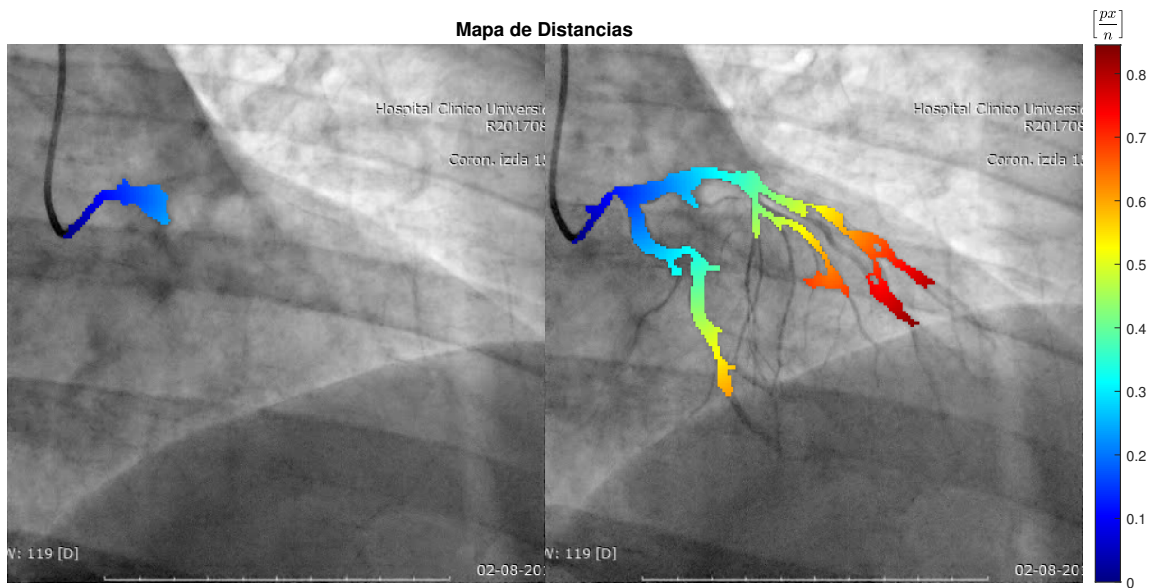 Mapa de Distancias
[px/n]
Hospital Clinico Universi
R201708
Coron. izda 1
: 119 [D]
02-08-201
Hospital Clinico Universi
R201708
Coron. izda 1
: 119 [D]
02-08-20
0.8
0.7
0.6
0.5
0.4
0.3
0.2
0.1
0